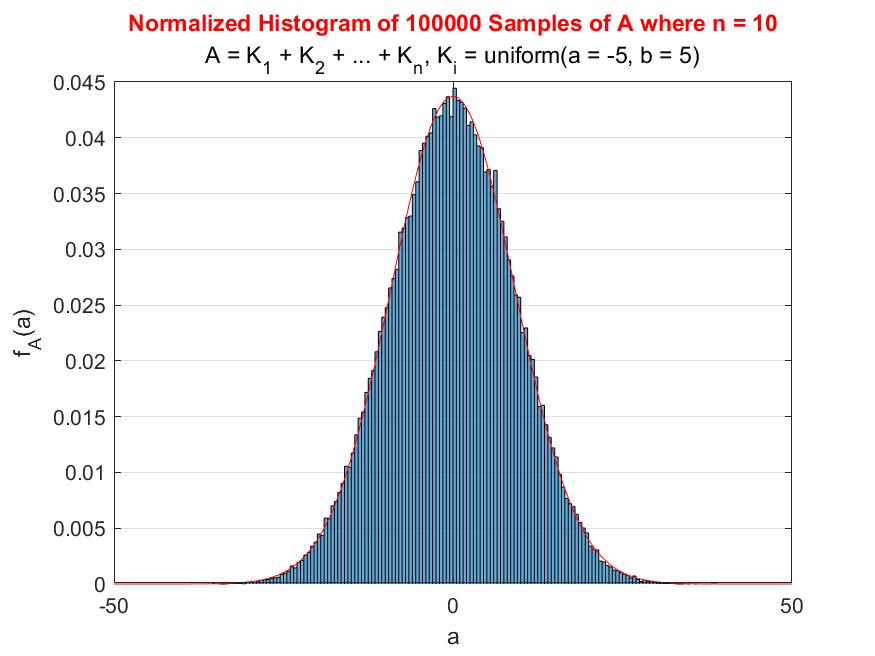 Normalized Histogram of 100000 Samples of A where n = 10
A = K₁ + K₂ + ... + Kₙ, Kᵢ = uniform(a = -5, b = 5)
0.045
0.04
0.035
0.03
0.025
0.02
0.015
0.01
0.005
0
f_A(a)
-50 0 50
a